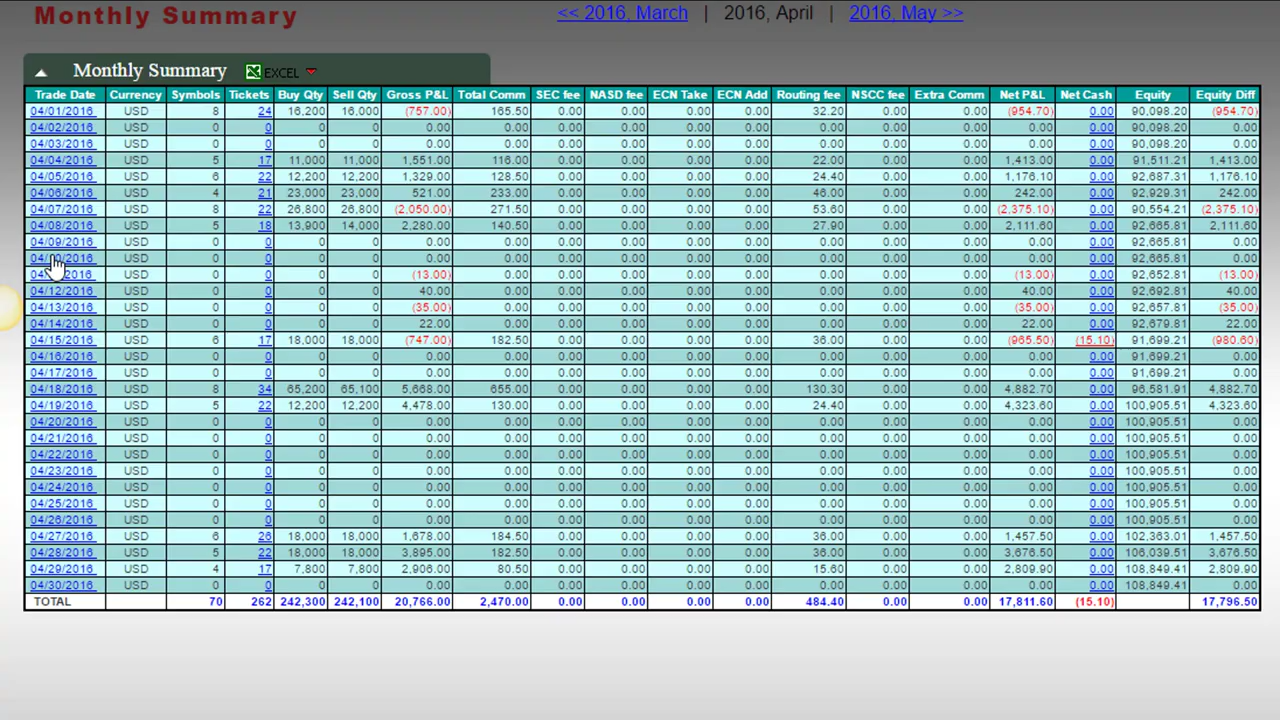 Monthly Summary
<< 2016, March | 2016, April | 2016, May >>
Monthly Summary EXCEL
Trade Date Currency Symbols Tickets Buy Qty Sell Qty Gross P&L Total Comm SEC fee NASD fee ECN Take ECN Add Routing fee NSCC fee Extra Comm Net P&L Net Cash Equity Equity Diff
04/01/2016 USD 8 24 16,200 16,000 (757.00) 165.50 0.00 0.00 0.00 0.00 32.20 0.00 0.00 (954.70) 0.00 90,098.20 (954.70)
04/02/2016 USD 0 0 0 0 0.00 0.00 0.00 0.00 0.00 0.00 0.00 0.00 0.00 0.00 0.00 90,098.20 0.00
04/03/2016 USD 0 0 0 0 0.00 0.00 0.00 0.00 0.00 0.00 0.00 0.00 0.00 0.00 0.00 90,098.20 0.00
04/04/2016 USD 5 17 11,000 11,000 1,551.00 116.00 0.00 0.00 0.00 0.00 22.00 0.00 0.00 1,413.00 0.00 91,511.21 1,413.00
04/05/2016 USD 6 22 12,200 12,200 1,329.00 128.50 0.00 0.00 0.00 0.00 24.40 0.00 0.00 1,176.10 0.00 92,687.31 1,176.10
04/06/2016 USD 4 21 23,000 23,000 521.00 233.00 0.00 0.00 0.00 0.00 46.00 0.00 0.00 242.00 0.00 92,929.31 242.00
04/07/2016 USD 8 22 26,800 26,800 (2,050.00) 271.50 0.00 0.00 0.00 0.00 53.60 0.00 0.00 (2,375.10) 0.00 90,554.21 (2,375.10)
04/08/2016 USD 5 18 13,900 14,000 2,280.00 140.50 0.00 0.00 0.00 0.00 27.90 0.00 0.00 2,111.60 0.00 92,665.81 2,111.60
04/09/2016 USD 0 0 0 0 0.00 0.00 0.00 0.00 0.00 0.00 0.00 0.00 0.00 0.00 0.00 92,665.81 0.00
USD 0 0 0 0 0.00 0.00 0.00 0.00 0.00 0.00 0.00 0.00 0.00 0.00 0.00 92,665.81 0.00
USD 0 0 0 0 (13.00) 0.00 0.00 0.00 0.00 0.00 0.00 0.00 0.00 (13.00) 0.00 92,652.81 (13.00)
04/12/2016 USD 0 0 0 0 40.00 0.00 0.00 0.00 0.00 0.00 0.00 0.00 0.00 40.00 0.00 92,692.81 40.00
04/13/2016 USD 0 0 0 0 (35.00) 0.00 0.00 0.00 0.00 0.00 0.00 0.00 0.00 (35.00) 0.00 92,657.81 (35.00)
04/14/2016 USD 0 0 0 0 22.00 0.00 0.00 0.00 0.00 0.00 0.00 0.00 0.00 22.00 0.00 92,679.81 22.00
04/15/2016 USD 6 17 18,000 18,000 (747.00) 182.50 0.00 0.00 0.00 0.00 36.00 0.00 0.00 (965.50) (15.10) 91,699.21 (980.60)
04/16/2016 USD 0 0 0 0 0.00 0.00 0.00 0.00 0.00 0.00 0.00 0.00 0.00 0.00 0.00 91,699.21 0.00
04/17/2016 USD 0 0 0 0 0.00 0.00 0.00 0.00 0.00 0.00 0.00 0.00 0.00 0.00 0.00 91,699.21 0.00
04/18/2016 USD 8 34 65,200 65,100 5,668.00 655.00 0.00 0.00 0.00 0.00 130.30 0.00 0.00 4,882.70 0.00 96,581.91 4,882.70
04/19/2016 USD 5 22 12,200 12,200 4,478.00 130.00 0.00 0.00 0.00 0.00 24.40 0.00 0.00 4,323.60 0.00 100,905.51 4,323.60
04/20/2016 USD 0 0 0 0 0.00 0.00 0.00 0.00 0.00 0.00 0.00 0.00 0.00 0.00 0.00 100,905.51 0.00
04/21/2016 USD 0 0 0 0 0.00 0.00 0.00 0.00 0.00 0.00 0.00 0.00 0.00 0.00 0.00 100,905.51 0.00
04/22/2016 USD 0 0 0 0 0.00 0.00 0.00 0.00 0.00 0.00 0.00 0.00 0.00 0.00 0.00 100,905.51 0.00
04/23/2016 USD 0 0 0 0 0.00 0.00 0.00 0.00 0.00 0.00 0.00 0.00 0.00 0.00 0.00 100,905.51 0.00
04/24/2016 USD 0 0 0 0 0.00 0.00 0.00 0.00 0.00 0.00 0.00 0.00 0.00 0.00 0.00 100,905.51 0.00
04/25/2016 USD 0 0 0 0 0.00 0.00 0.00 0.00 0.00 0.00 0.00 0.00 0.00 0.00 0.00 100,905.51 0.00
04/26/2016 USD 0 0 0 0 0.00 0.00 0.00 0.00 0.00 0.00 0.00 0.00 0.00 0.00 0.00 100,905.51 0.00
04/27/2016 USD 6 26 18,000 18,000 1,678.00 184.50 0.00 0.00 0.00 0.00 36.00 0.00 0.00 1,457.50 0.00 102,363.01 1,457.50
04/28/2016 USD 5 22 18,000 18,000 3,895.00 182.50 0.00 0.00 0.00 0.00 36.00 0.00 0.00 3,676.50 0.00 106,039.51 3,676.50
04/29/2016 USD 4 17 7,800 7,800 2,906.00 80.50 0.00 0.00 0.00 0.00 15.60 0.00 0.00 2,809.90 0.00 108,849.41 2,809.90
04/30/2016 USD 0 0 0 0 0.00 0.00 0.00 0.00 0.00 0.00 0.00 0.00 0.00 0.00 0.00 108,849.41 0.00
TOTAL 70 262 242,300 242,100 20,766.00 2,470.00 0.00 0.00 0.00 0.00 484.40 0.00 0.00 17,811.60 (15.10) 17,796.50